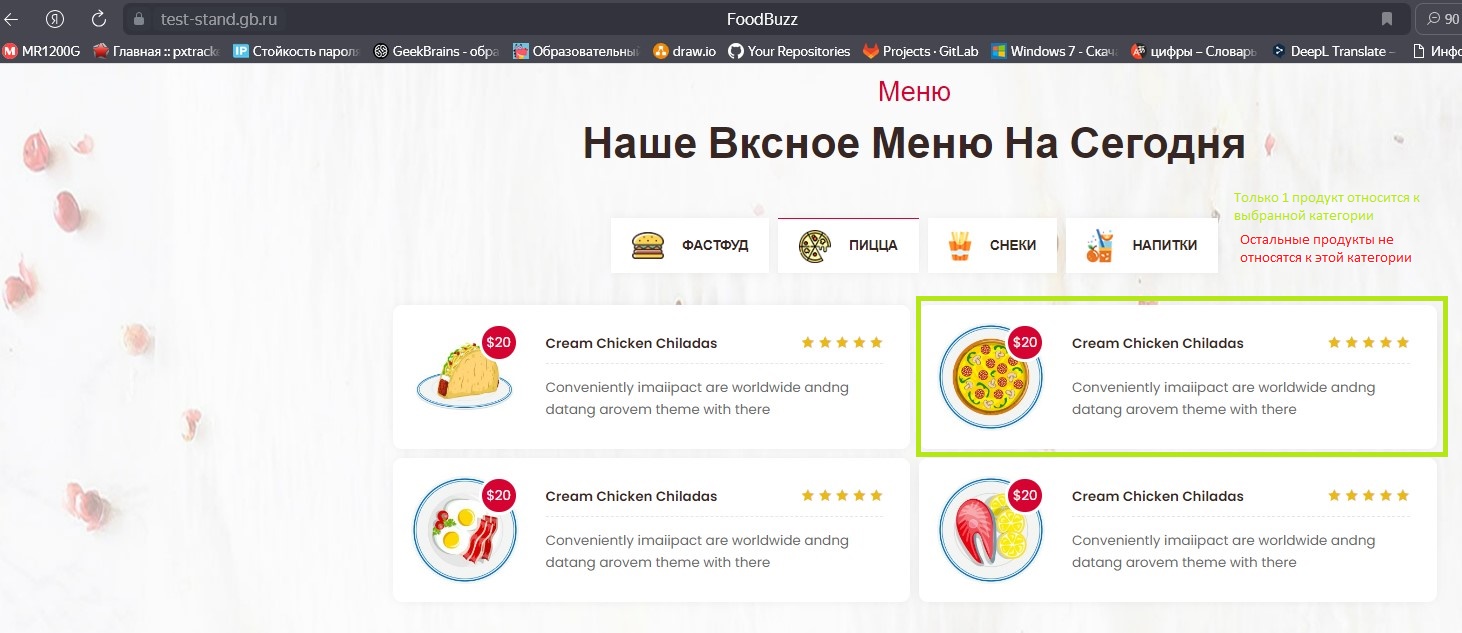 test-stand.gb.ru
FoodBuzz
90
MR1200G
Главная :: pxtrack
IP Стойкость пароля
GeekBrains - обра
Образовательны
draw.io
Your Repositories
Projects · GitLab
Windows 7 - Скач
цифры – Словарь
DeepL Translate –
Инфо
Меню
Наше Вксное Меню На Сегодня
Только 1 продукт относится к
выбранной категории
ФАСТФУД
ПИЦЦА
СНЕКИ
НАПИТКИ
Остальные продукты не
относятся к этой категории
$20
Cream Chicken Chiladas
Conveniently imaiipact are worldwide andng
datang arovem theme with there
$20
Cream Chicken Chiladas
Conveniently imaiipact are worldwide andng
datang arovem theme with there
$20
Cream Chicken Chiladas
Conveniently imaiipact are worldwide andng
datang arovem theme with there
$20
Cream Chicken Chiladas
Conveniently imaiipact are worldwide andng
datang arovem theme with there